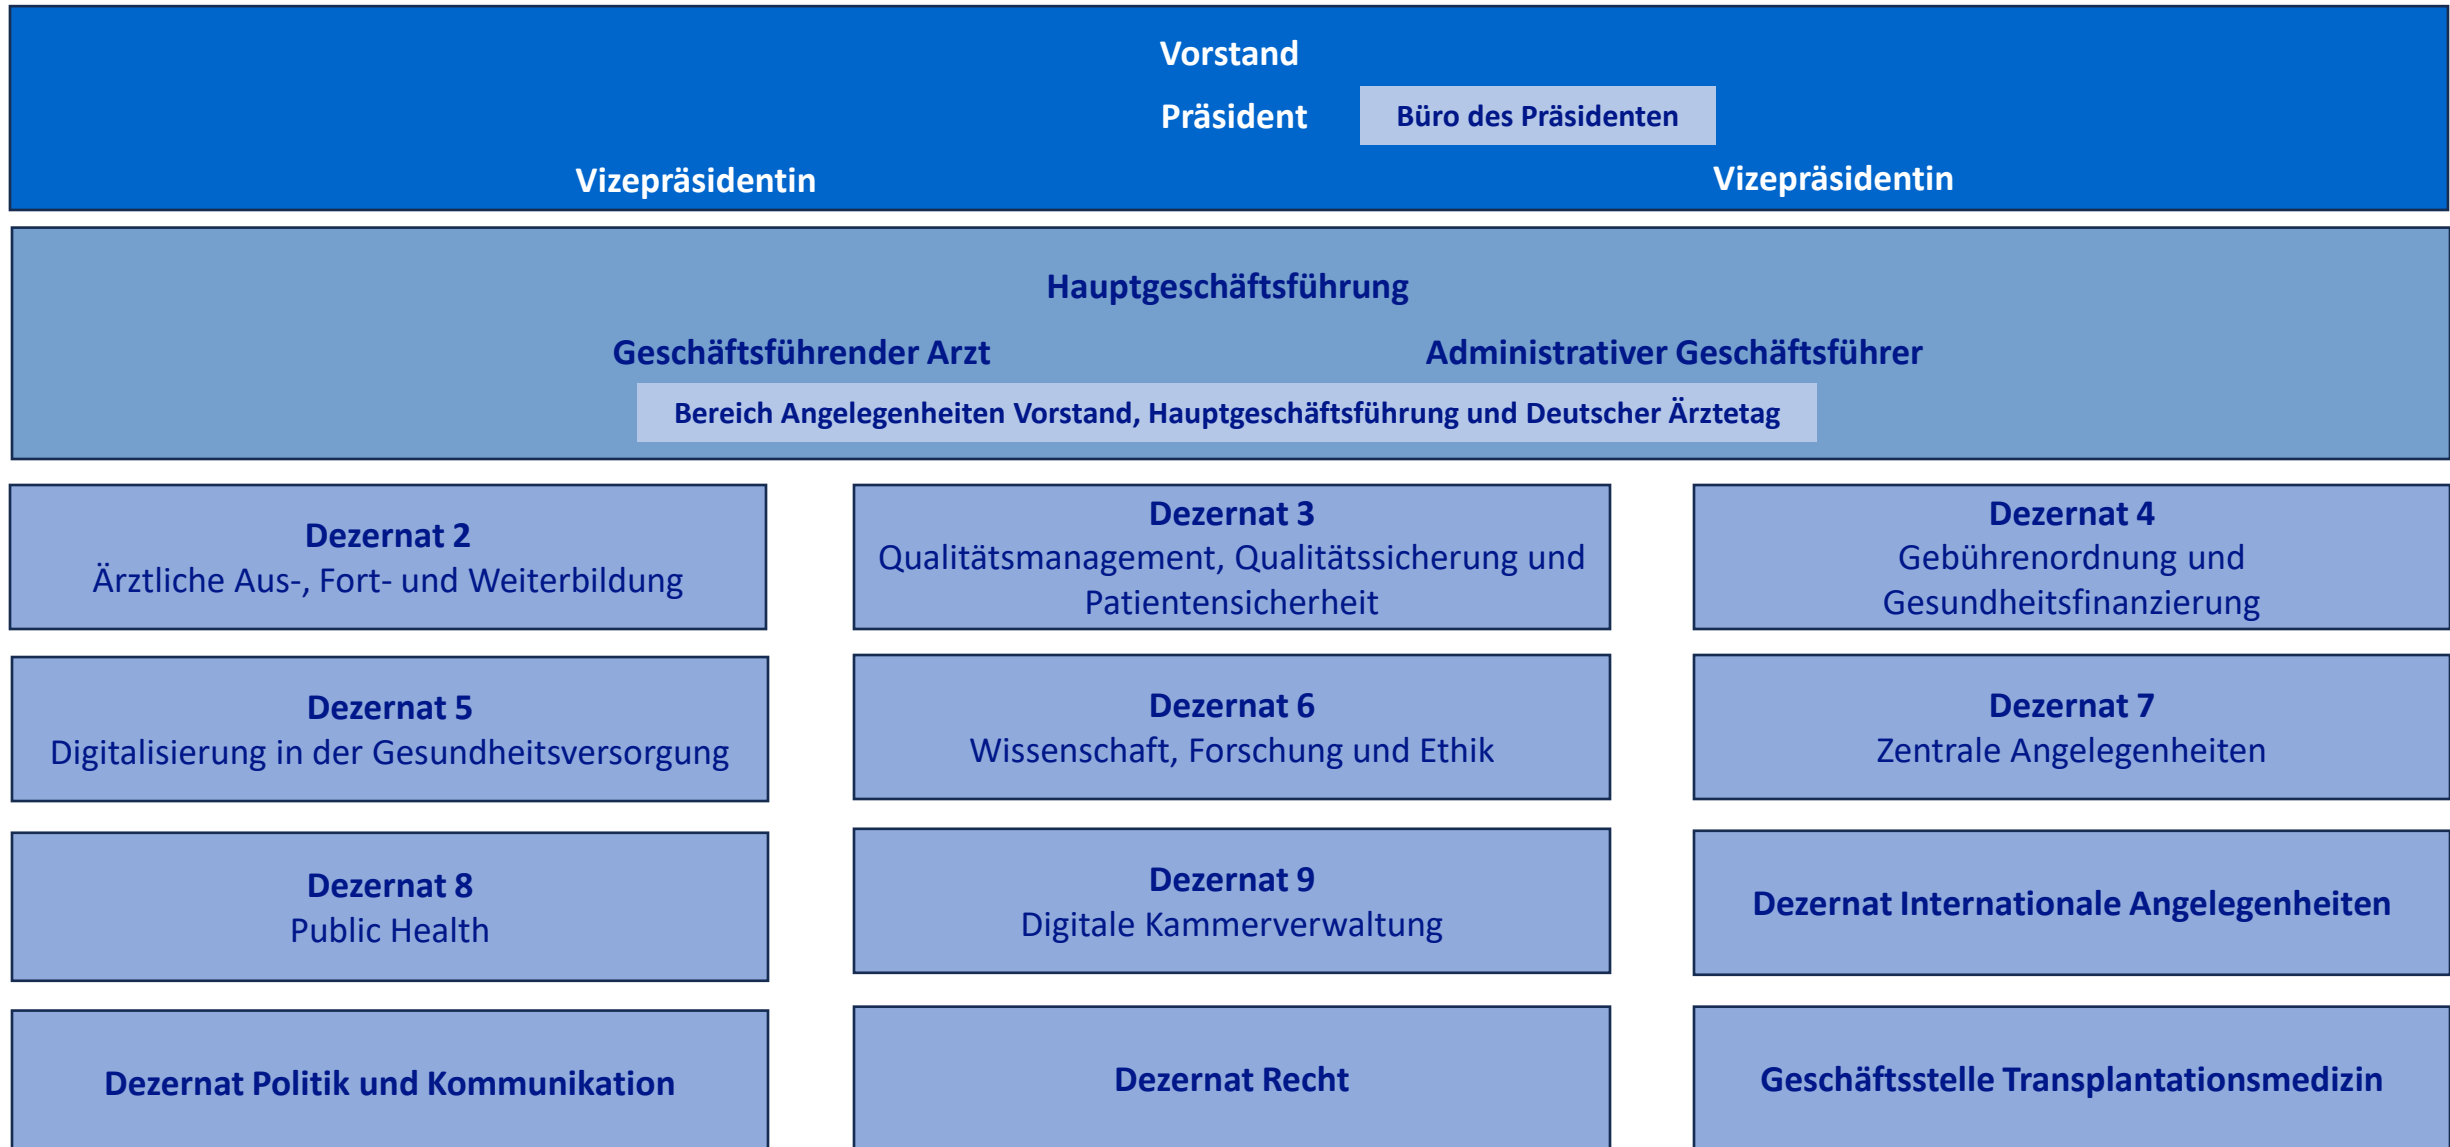 Vorstand
Präsident
Büro des Präsidenten
Vizepräsidentin
Vizepräsidentin
Hauptgeschäftsführung
Geschäftsführender Arzt
Administrativer Geschäftsführer
Bereich Angelegenheiten Vorstand, Hauptgeschäftsführung und Deutscher Ärztetag
Dezernat 2
Ärztliche Aus-, Fort- und Weiterbildung
Dezernat 3
Qualitätsmanagement, Qualitätssicherung und
Patientensicherheit
Dezernat 4
Gebührenordnung und
Gesundheitsfinanzierung
Dezernat 5
Digitalisierung in der Gesundheitsversorgung
Dezernat 6
Wissenschaft, Forschung und Ethik
Dezernat 7
Zentrale Angelegenheiten
Dezernat 8
Public Health
Dezernat 9
Digitale Kammerverwaltung
Dezernat Internationale Angelegenheiten
Dezernat Politik und Kommunikation
Dezernat Recht
Geschäftsstelle Transplantationsmedizin